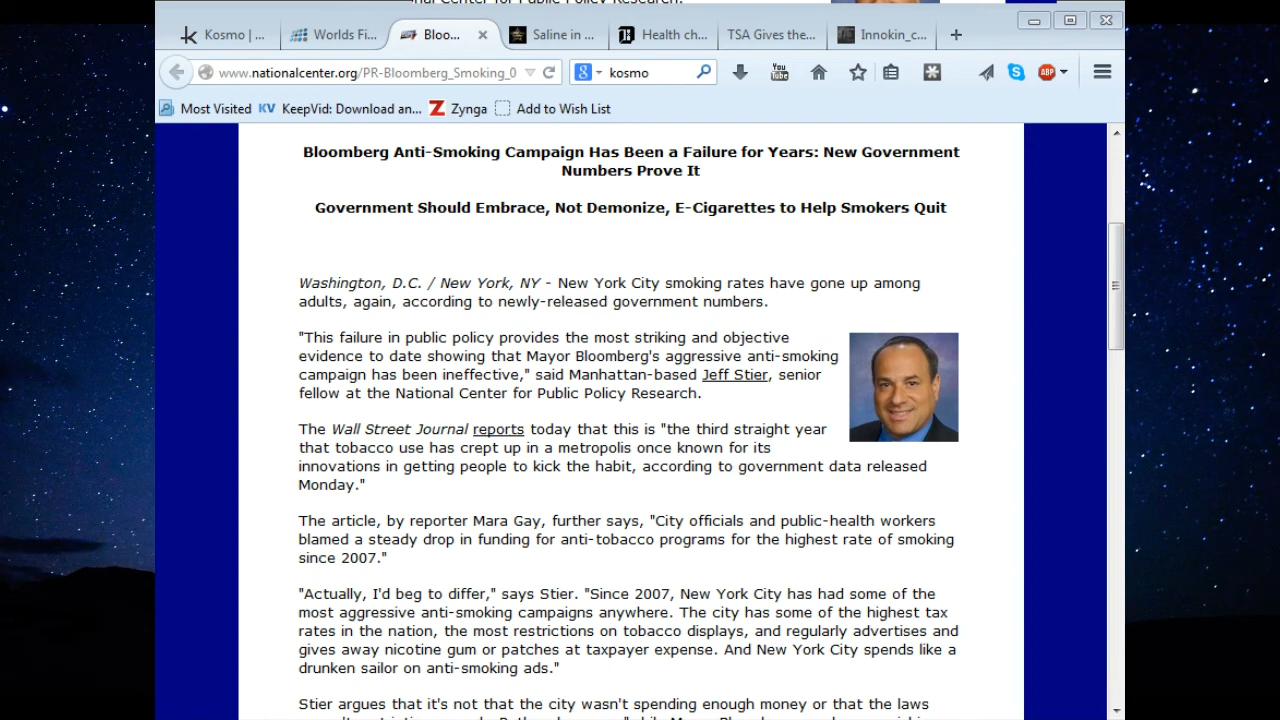 nal Center for Public Policy Research.
Kosmo | ...
Worlds Fi...
Bloo...
Saline in ...
Health ch...
TSA Gives the...
Innokin_c...
www.nationalcenter.org/PR-Bloomberg_Smoking_0
kosmo
You Tube
ABP
Most Visited
KV KeepVid: Download an...
Z Zynga
Add to Wish List
Bloomberg Anti-Smoking Campaign Has Been a Failure for Years: New Government
Numbers Prove It
Government Should Embrace, Not Demonize, E-Cigarettes to Help Smokers Quit
Washington, D.C. / New York, NY - New York City smoking rates have gone up among
adults, again, according to newly-released government numbers.
"This failure in public policy provides the most striking and objective
evidence to date showing that Mayor Bloomberg's aggressive anti-smoking
campaign has been ineffective," said Manhattan-based Jeff Stier, senior
fellow at the National Center for Public Policy Research.
The Wall Street Journal reports today that this is "the third straight year
that tobacco use has crept up in a metropolis once known for its
innovations in getting people to kick the habit, according to government data released
Monday."
The article, by reporter Mara Gay, further says, "City officials and public-health workers
blamed a steady drop in funding for anti-tobacco programs for the highest rate of smoking
since 2007."
"Actually, I'd beg to differ," says Stier. "Since 2007, New York City has had some of the
most aggressive anti-smoking campaigns anywhere. The city has some of the highest tax
rates in the nation, the most restrictions on tobacco displays, and regularly advertises and
gives away nicotine gum or patches at taxpayer expense. And New York City spends like a
drunken sailor on anti-smoking ads."
Stier argues that it's not that the city wasn't spending enough money or that the laws